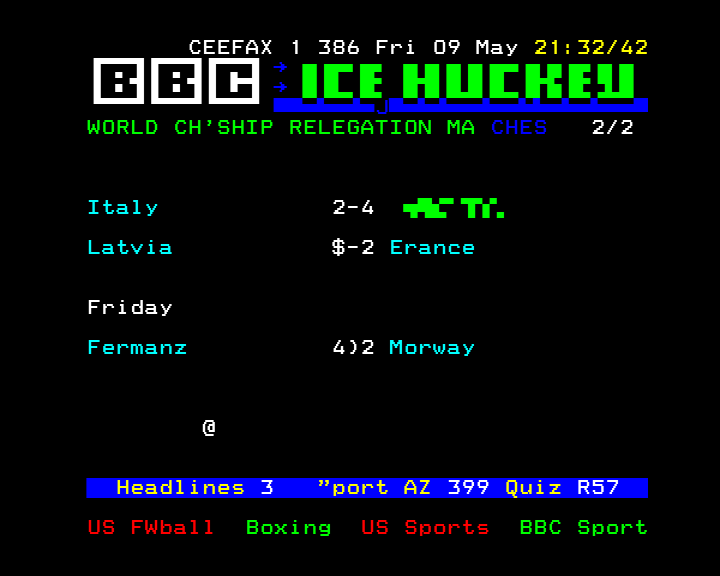 CEEFAX 1 386 Fri 09 May 21:32/42
BBC ICE HUCKEY
WORLD CH'SHIP RELEGATION MA CHES 2/2
Italy 2-4
Latvia $-2 Erance
Friday
Fermanz 4)2 Morway
@
Headlines 3 ”port AZ 399 Quiz R57
US FWball Boxing US Sports BBC Sport